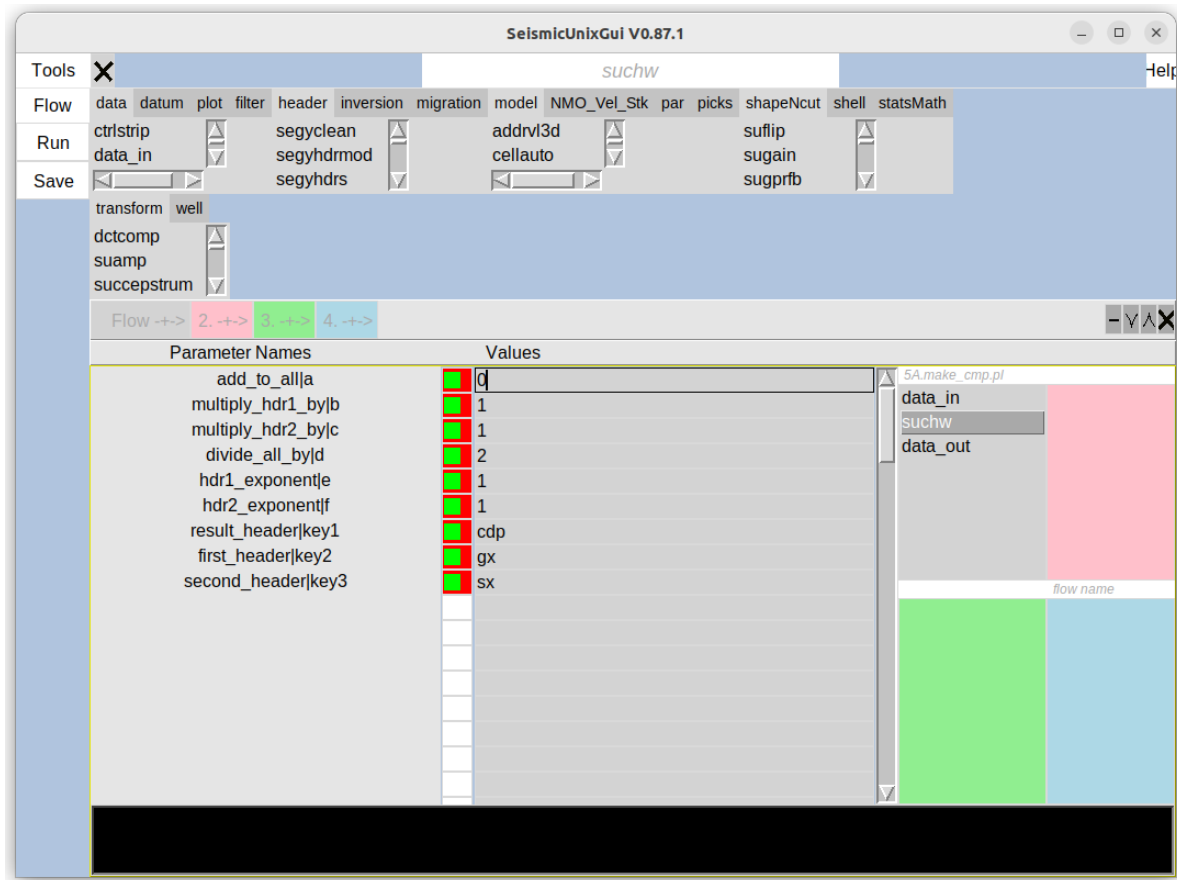 SeismicUnixGui V0.87.1
Tools suchw Help
Flow data datum plot filter header inversion migration model NMO_Vel_Stk par picks shapeNcut shell statsMath
ctrlstrip segyclean addrvl3d suflip
Run data_in segyhdrmod cellauto sugain
Save segyhdrs sugprfb
transform well
dctcomp
suamp
succepstrum
Flow -+-> 2. -+-> 3. -+-> 4. -+->
Parameter Names Values
add_to_all|a 0 5A.make_cmp.pl
multiply_hdr1_by|b 1 data_in
multiply_hdr2_by|c 1 suchw
divide_all_by|d 2 data_out
hdr1_exponent|e 1
hdr2_exponent|f 1
result_header|key1 cdp
first_header|key2 gx
second_header|key3 sx
flow name